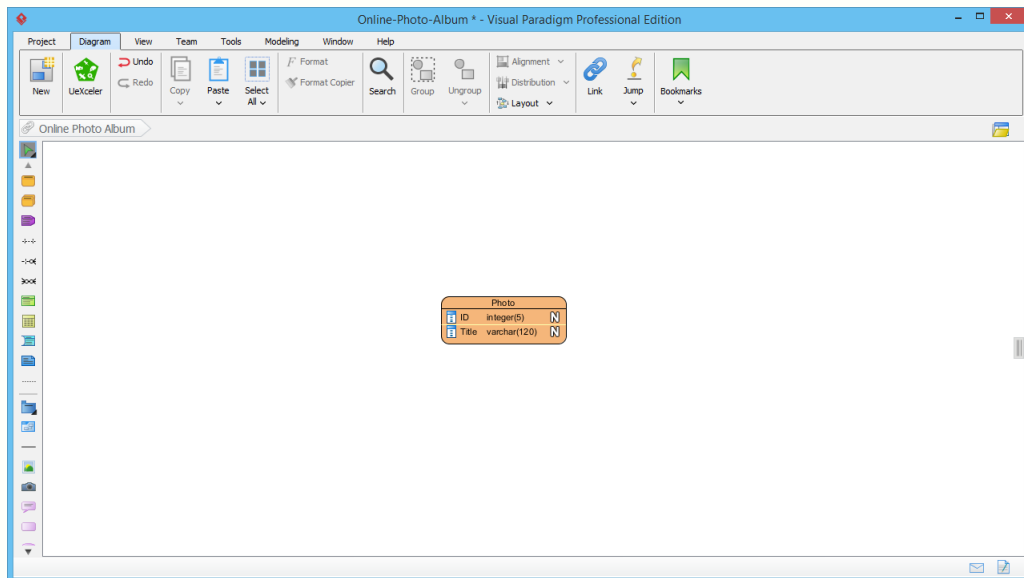 Online-Photo-Album * - Visual Paradigm Professional Edition
Project Diagram View Team Tools Modeling Window Help
New
UeXceler
Undo
Redo
Copy
Paste
Select
All
Format
Format Copier
Search
Group
Ungroup
Alignment
Distribution
Layout
Link
Jump
Bookmarks
Online Photo Album
Photo
ID integer(5) N
Title varchar(120) N